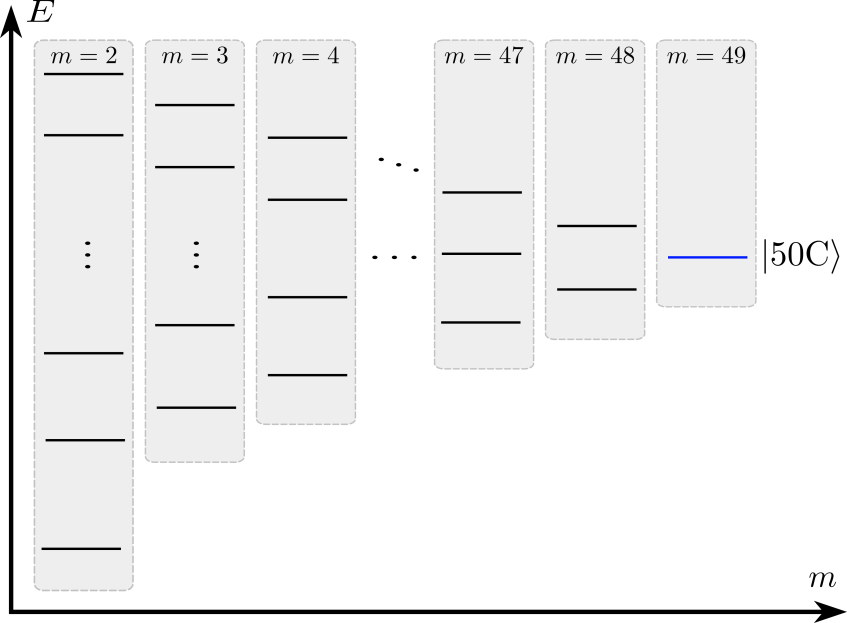 E
m = 2 m = 3 m = 4 m = 47 m = 48 m = 49
|50C⟩
m